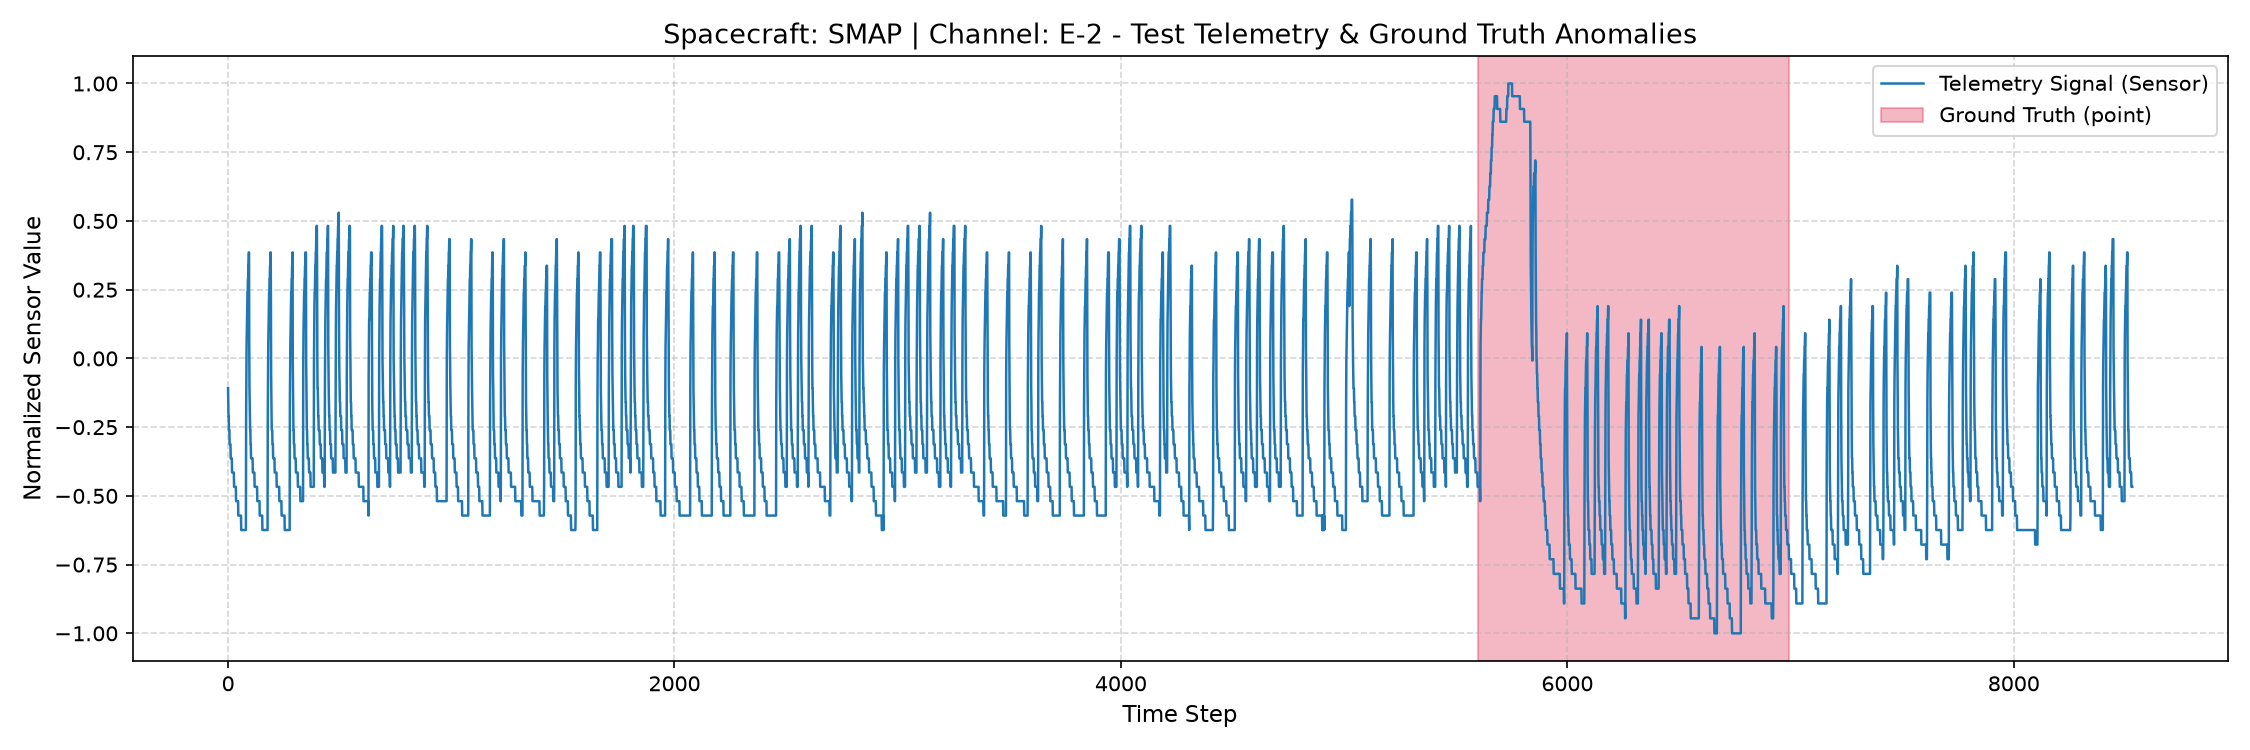 Spacecraft: SMAP | Channel: E-2 - Test Telemetry & Ground Truth Anomalies
Telemetry Signal (Sensor)
Ground Truth (point)
Normalized Sensor Value
1.00
0.75
0.50
0.25
0.00
−0.25
−0.50
−0.75
−1.00
0
2000
4000
6000
8000
Time Step